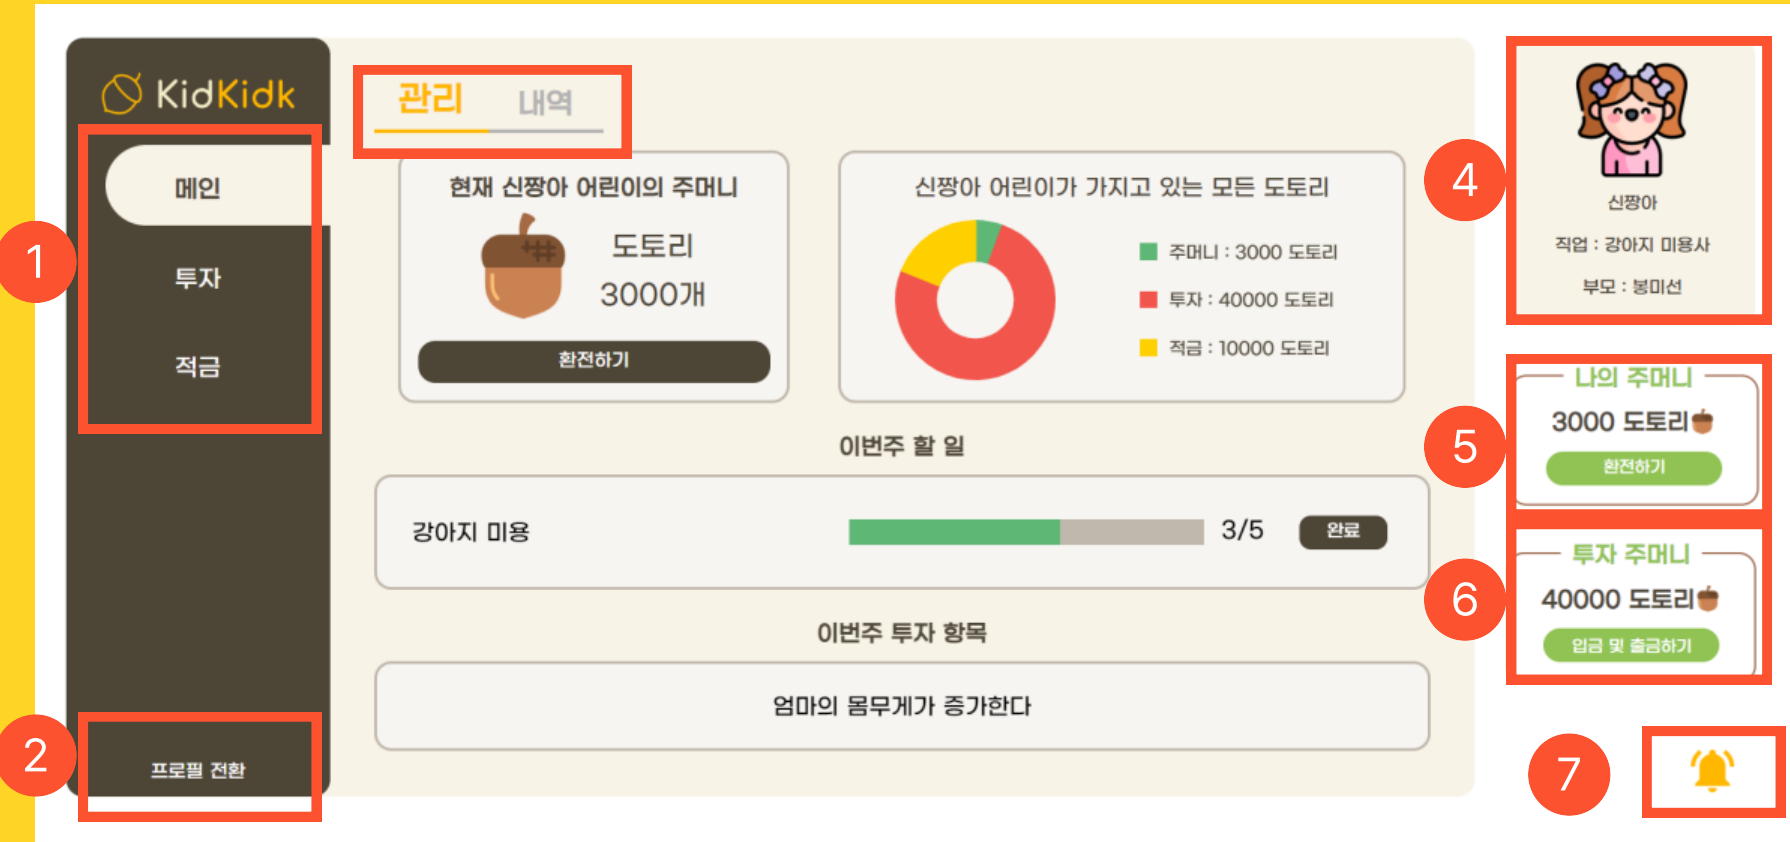 KidKidk
1
메인
투자
적금
2
프로필 전환
관리
내역
현재 신짱아 어린이의 주머니
도토리
3000개
환전하기
신짱아 어린이가 가지고 있는 모든 도토리
주머니 : 3000 도토리
투자 : 40000 도토리
적금 : 10000 도토리
이번주 할 일
강아지 미용
3/5
완료
이번주 투자 항목
엄마의 몸무게가 증가한다
4
신짱아
직업 : 강아지 미용사
부모 : 봉미선
5
나의 주머니
3000 도토리
환전하기
6
투자 주머니
40000 도토리
입금 및 출금하기
7